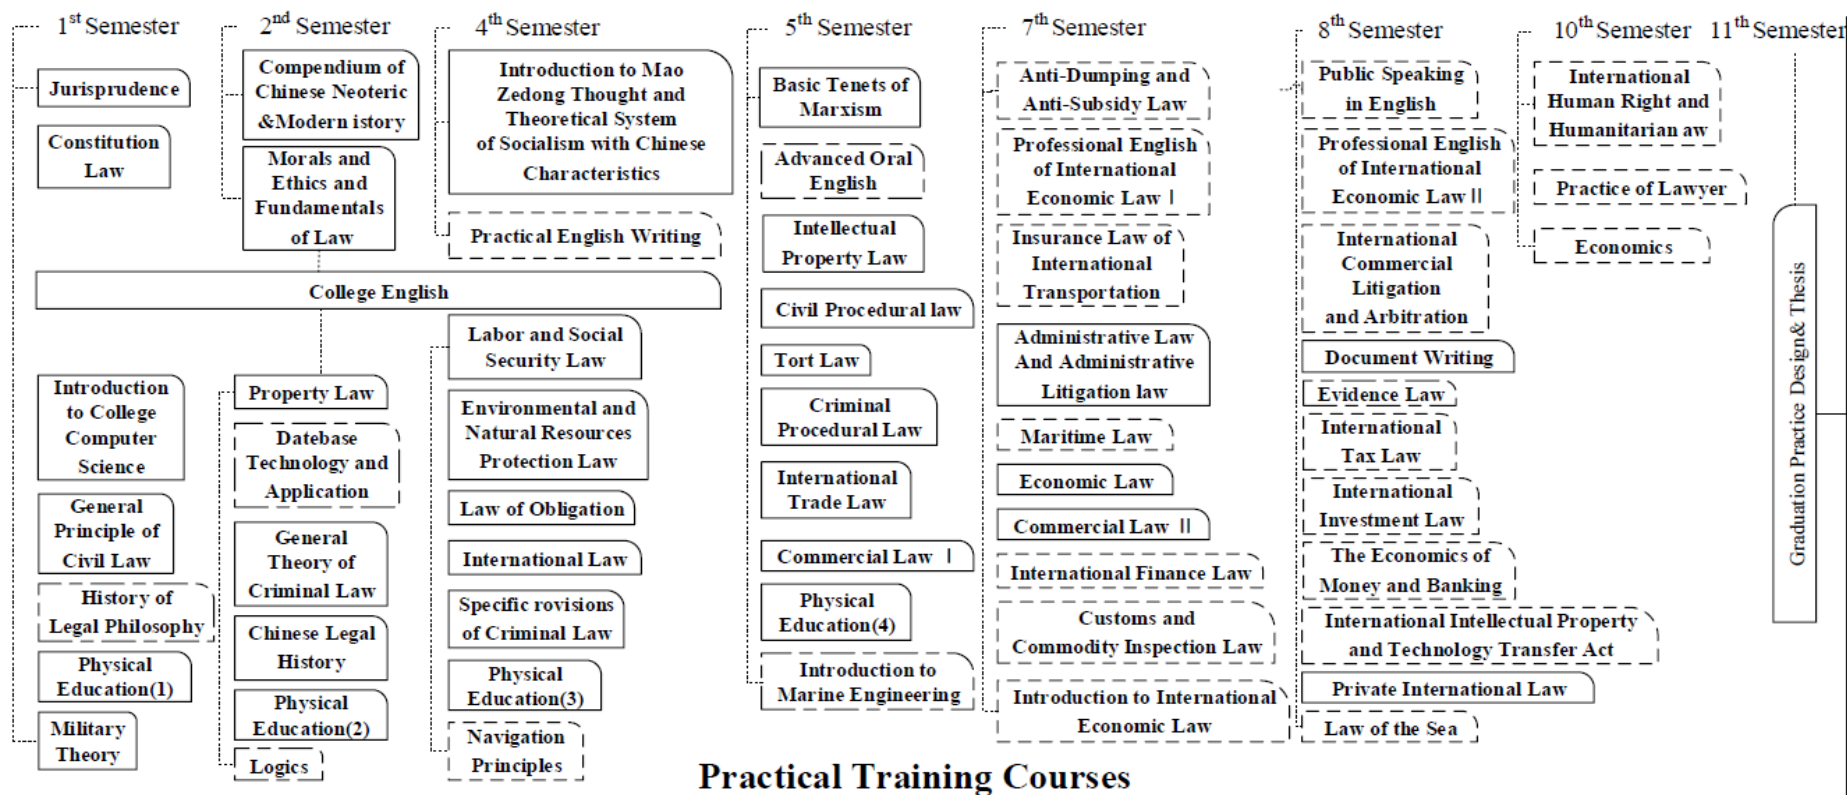 1st Semester
Jurisprudence
Constitution
Law
2nd Semester
Compendium of
Chinese Neoteric
&Modern istory
Morals and
Ethics and
Fundamentals
of Law
4th Semester
Introduction to Mao
Zedong Thought and
Theoretical System
of Socialism with Chinese
Characteristics
Practical English Writing
College English
Introduction
to College
Computer
Science
General
Principle of
Civil Law
History of
Legal Philosophy
Physical
Education(1)
Military
Theory
Property Law
Datebase
Technology and
Application
General
Theory of
Criminal Law
Chinese Legal
History
Physical
Education(2)
Logics
Labor and Social
Security Law
Environmental and
Natural Resources
Protection Law
Law of Obligation
International Law
Specific rovisions
of Criminal Law
Physical
Education(3)
Navigation
Principles
5th Semester
Basic Tenets of
Marxism
Advanced Oral
English
Intellectual
Property Law
Civil Procedural law
Tort Law
Criminal
Procedural Law
International
Trade Law
Commercial Law Ⅰ
Physical
Education(4)
Introduction to
Marine Engineering
7th Semester
Anti-Dumping and
Anti-Subsidy Law
Professional English
of International
Economic Law Ⅰ
Insurance Law of
International
Transportation
Administrative Law
And Administrative
Litigation law
Maritime Law
Economic Law
Commercial Law Ⅱ
International Finance Law
Customs and
Commodity Inspection Law
Introduction to International
Economic Law
8th Semester
Public Speaking
in English
Professional English
of International
Economic Law Ⅱ
International
Commercial
Litigation
and Arbitration
Document Writing
Evidence Law
International
Tax Law
International
Investment Law
The Economics of
Money and Banking
International Intellectual Property
and Technology Transfer Act
Private International Law
Law of the Sea
10th Semester
International
Human Right and
Humanitarian aw
Practice of Lawyer
Economics
11th Semester
Graduation Practice Design& Thesis
Practical Training Courses